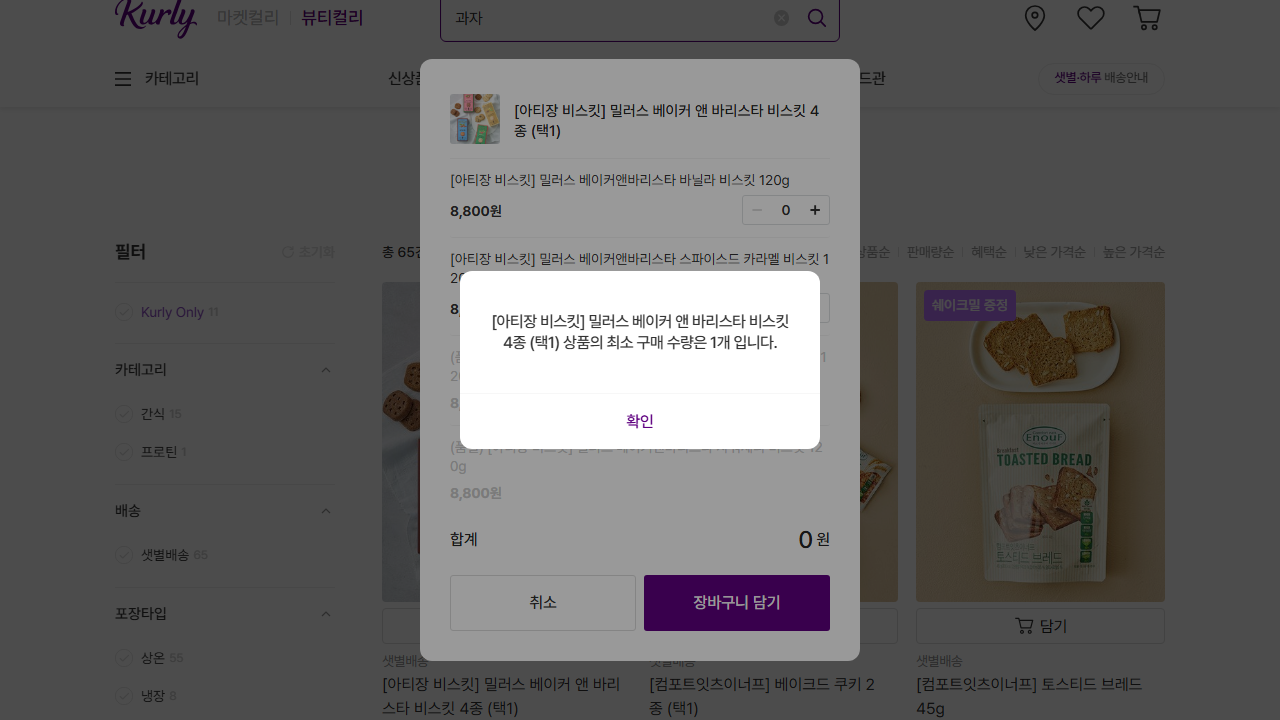 Kurly
마켓컬리
뷰티컬리
과자
카테고리
샛별·하루 배송안내
[아티장 비스킷] 밀러스 베이커 앤 바리스타 비스킷 4
종 (택1)
[아티장 비스킷] 밀러스 베이커앤바리스타 바닐라 비스킷 120g
8,800원
0
필터
초기화
판매량순
혜택순
낮은 가격순
높은 가격순
[아티장 비스킷] 밀러스 베이커앤바리스타 스파이스드 카라멜 비스킷 1
Kurly Only 11
쉐이크밀 증정
[아티장 비스킷] 밀러스 베이커 앤 바리스타 비스킷
4종 (택1) 상품의 최소 구매 수량은 1개 입니다.
확인
카테고리
간식 15
프로틴 1
Enouf
TOASTED BREAD
토스티드 브레드
0g
8,800원
배송
샛별배송 65
합계
0 원
취소
장바구니 담기
포장타입
상온 55
냉장 8
담기
샛별배송
샛별배송
샛별배송
[아티장 비스킷] 밀러스 베이커 앤 바리
스타 비스킷 4종 (택1)
[컴포트잇츠이너프] 베이크드 쿠키 2
종 (택1)
[컴포트잇츠이너프] 토스티드 브레드
45g